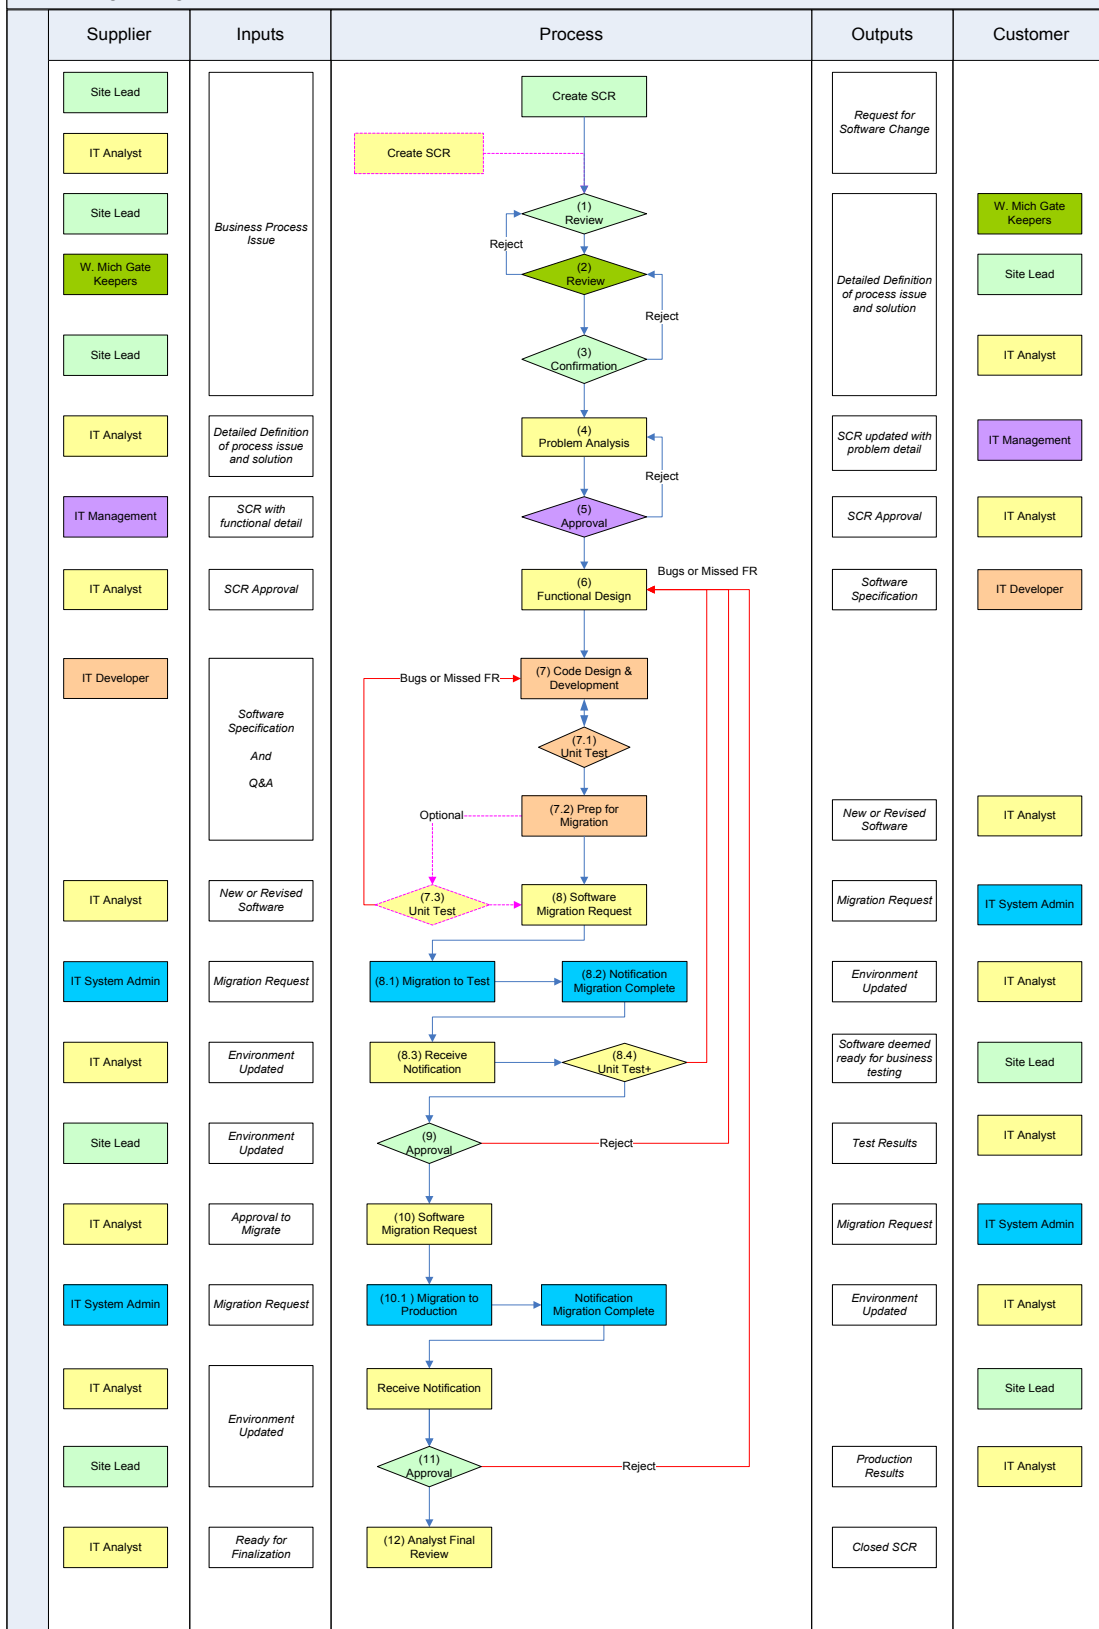 Supplier
Inputs
Process
Outputs
Customer
Site Lead
Create SCR
Request for
Software Change
IT Analyst
Create SCR
Site Lead
Business Process
Issue
(1)
Review
Reject
W. Mich Gate
Keepers
W. Mich Gate
Keepers
(2)
Review
Detailed Definition
of process issue
and solution
Site Lead
Reject
Site Lead
(3)
Confirmation
IT Analyst
IT Analyst
Detailed Definition
of process issue
and solution
(4)
Problem Analysis
SCR updated with
problem detail
IT Management
Reject
IT Management
SCR with
functional detail
(5)
Approval
SCR Approval
IT Analyst
Bugs or Missed FR
IT Analyst
SCR Approval
(6)
Functional Design
Software
Specification
IT Developer
IT Developer
Bugs or Missed FR
(7) Code Design &
Development
Software
Specification
And
Q&A
(7.1)
Unit Test
Optional
(7.2) Prep for
Migration
New or Revised
Software
IT Analyst
IT Analyst
New or Revised
Software
(7.3)
Unit Test
(8) Software
Migration Request
Migration Request
IT System Admin
IT System Admin
Migration Request
(8.1) Migration to Test
(8.2) Notification
Migration Complete
Environment
Updated
IT Analyst
IT Analyst
Environment
Updated
(8.3) Receive
Notification
(8.4)
Unit Test+
Software deemed
ready for business
testing
Site Lead
Site Lead
Environment
Updated
(9)
Approval
Reject
Test Results
IT Analyst
IT Analyst
Approval to
Migrate
(10) Software
Migration Request
Migration Request
IT System Admin
IT System Admin
Migration Request
(10.1 ) Migration to
Production
Notification
Migration Complete
Environment
Updated
IT Analyst
IT Analyst
Environment
Updated
Receive Notification
Site Lead
Site Lead
(11)
Approval
Reject
Production
Results
IT Analyst
IT Analyst
Ready for
Finalization
(12) Analyst Final
Review
Closed SCR